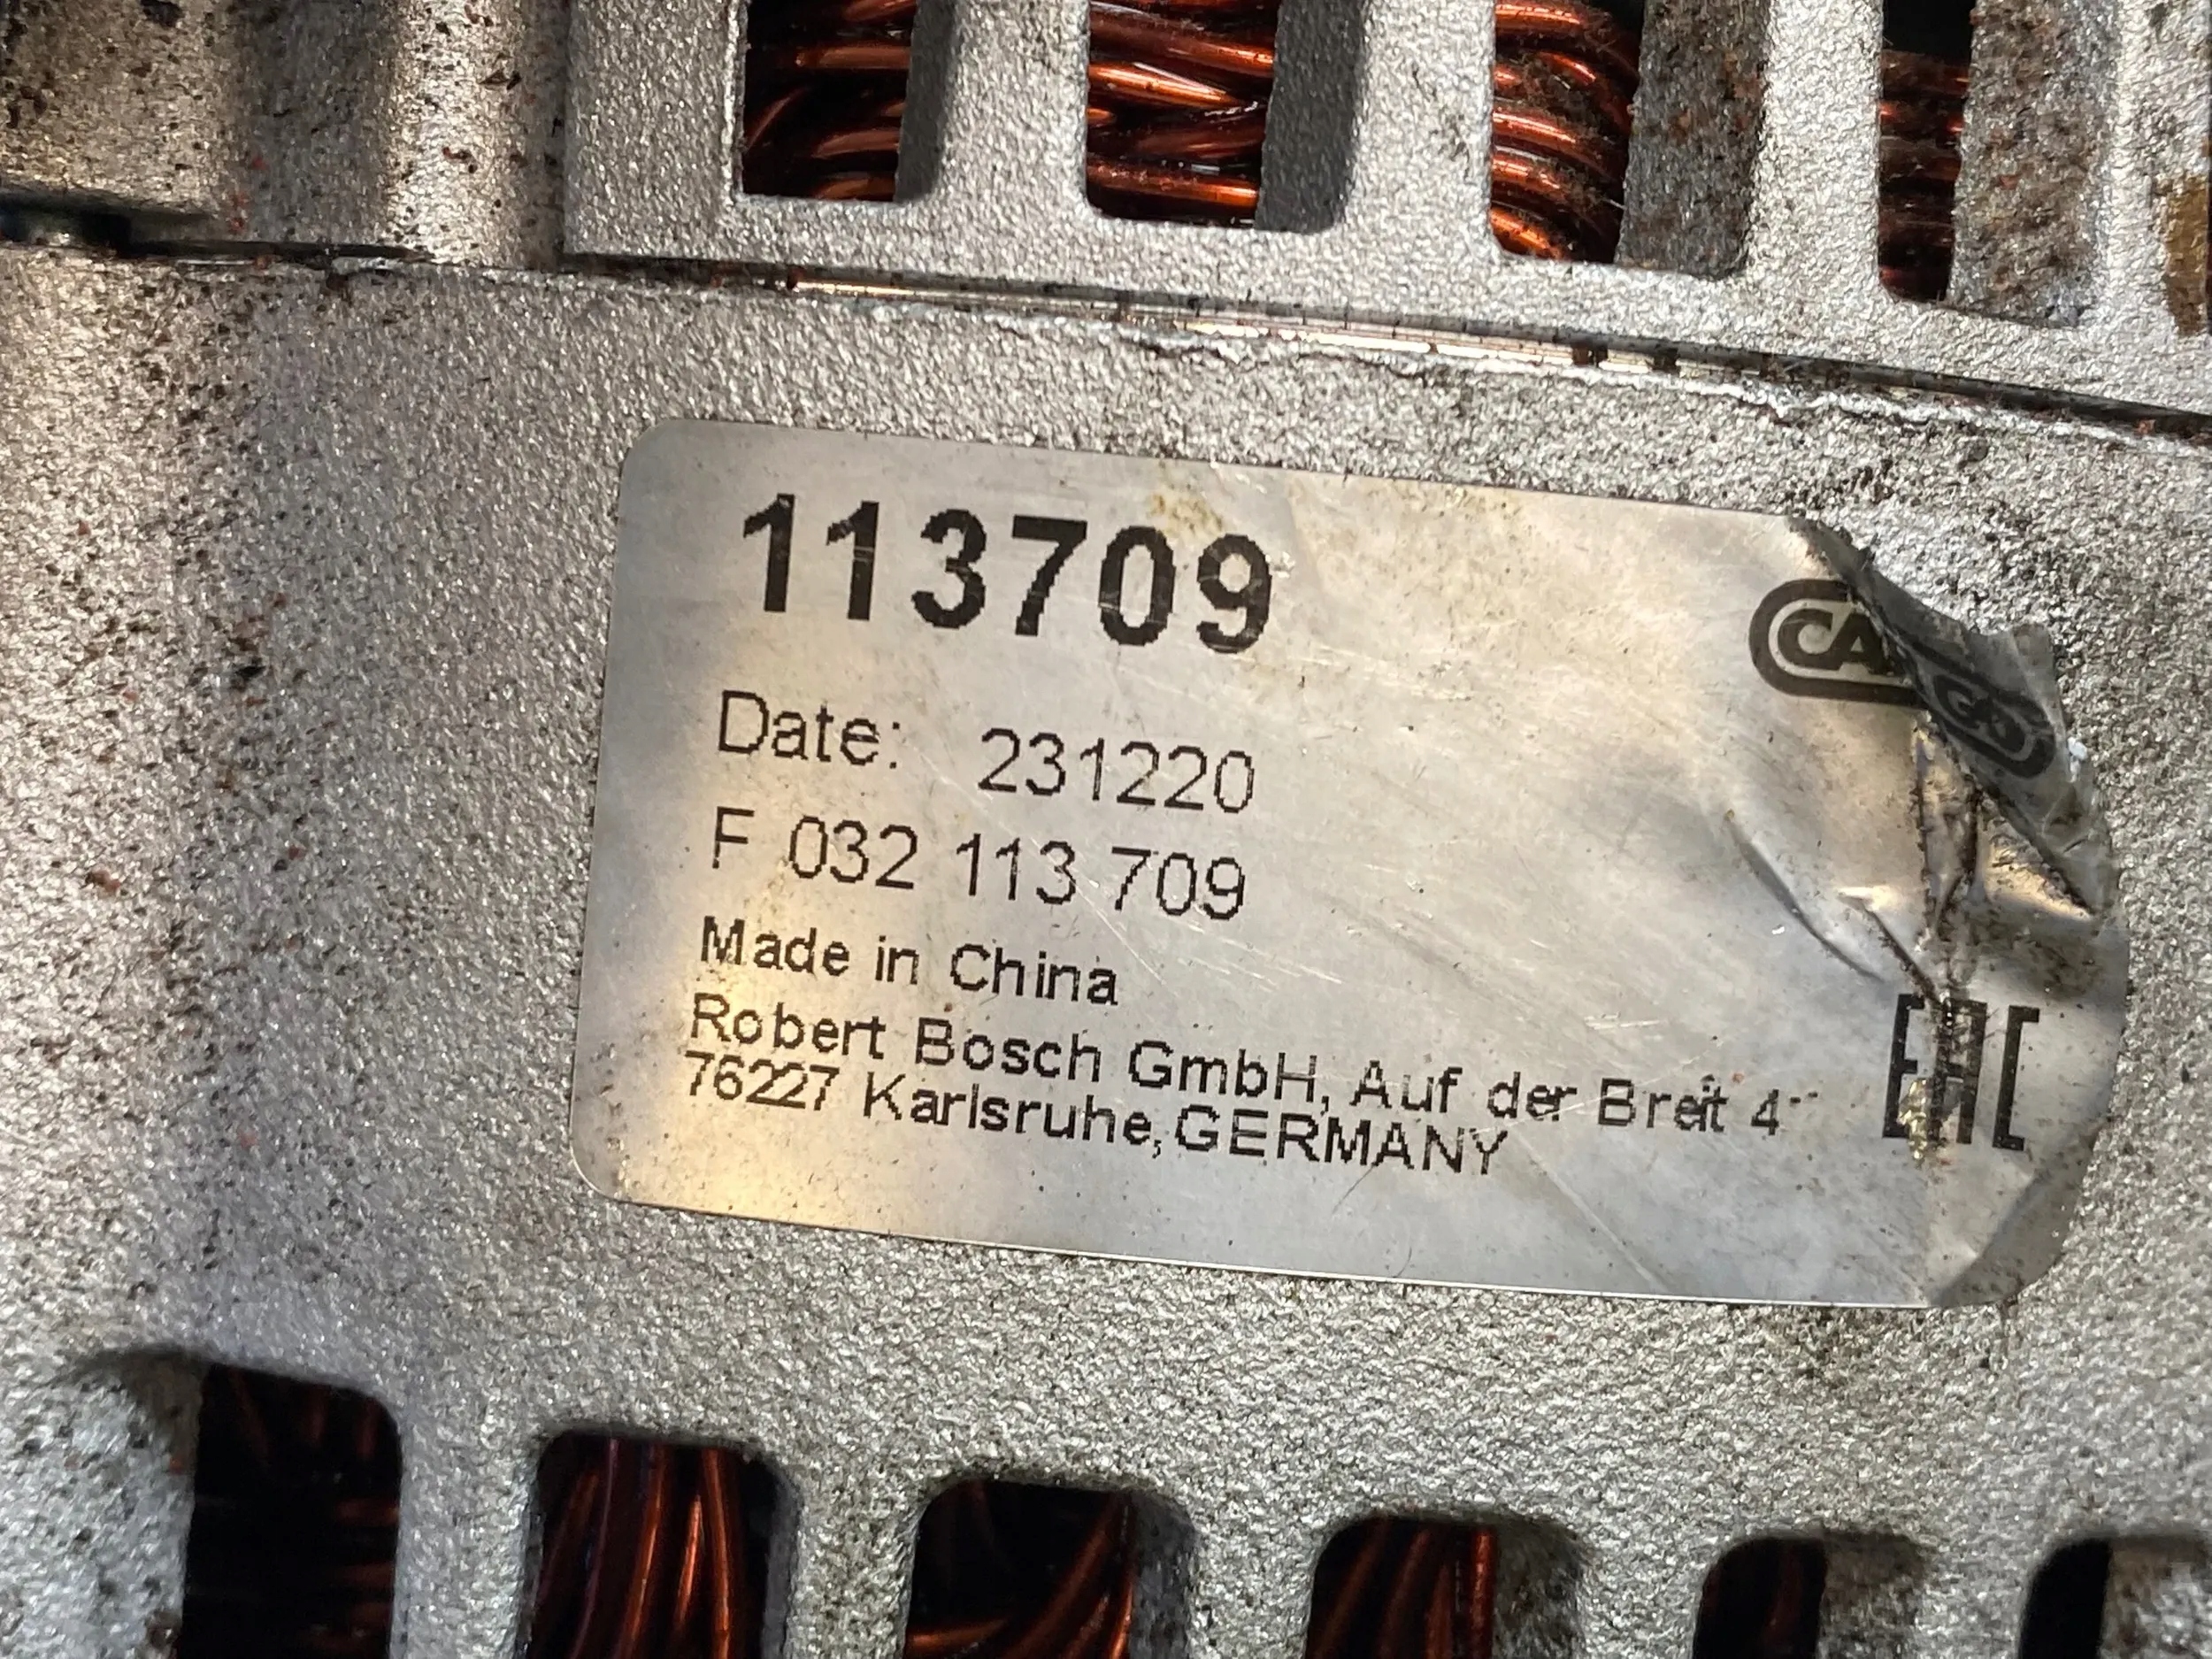 113709
Date: 231220
F 032 113 709
Made in China
Robert Bosch GmbH, Auf der Breit 4
76227 Karlsruhe, GERMANY
EAC